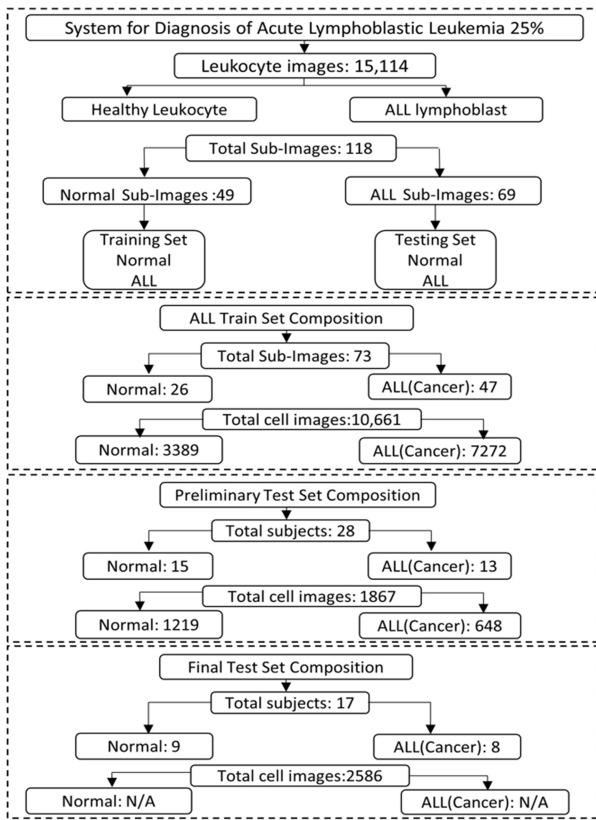 System for Diagnosis of Acute Lymphoblastic Leukemia 25%
Leukocyte images: 15,114
Healthy Leukocyte
ALL lymphoblast
Total Sub-Images: 118
Normal Sub-Images :49
ALL Sub-Images: 69
Training Set
Normal
ALL
Testing Set
Normal
ALL
ALL Train Set Composition
Total Sub-Images: 73
Normal: 26
ALL(Cancer): 47
Total cell images:10,661
Normal: 3389
ALL(Cancer): 7272
Preliminary Test Set Composition
Total subjects: 28
Normal: 15
ALL(Cancer): 13
Total cell images: 1867
Normal: 1219
ALL(Cancer): 648
Final Test Set Composition
Total subjects: 17
Normal: 9
ALL(Cancer): 8
Total cell images:2586
Normal: N/A
ALL(Cancer): N/A